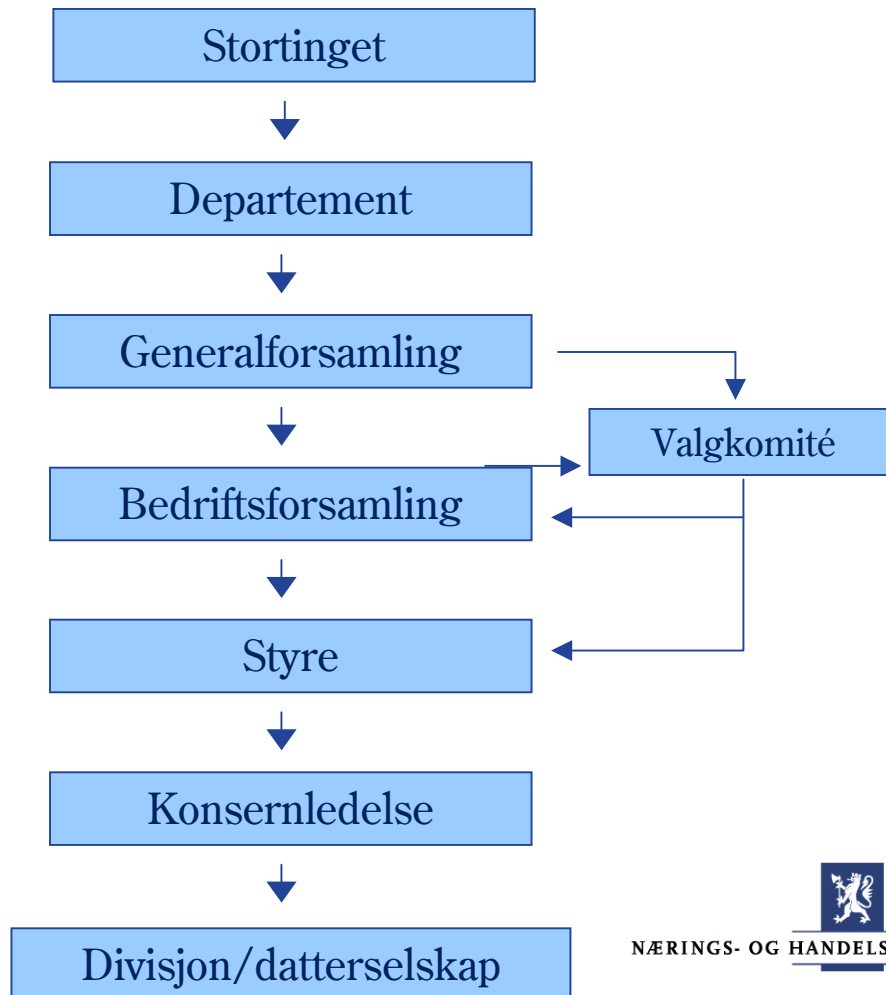 Stortinget
Departement
Generalforsamling
Valgkomité
Bedriftsforsamling
Styre
Konsernledelse
Divisjon/datterselskap
NÆRINGS- OG HANDELS